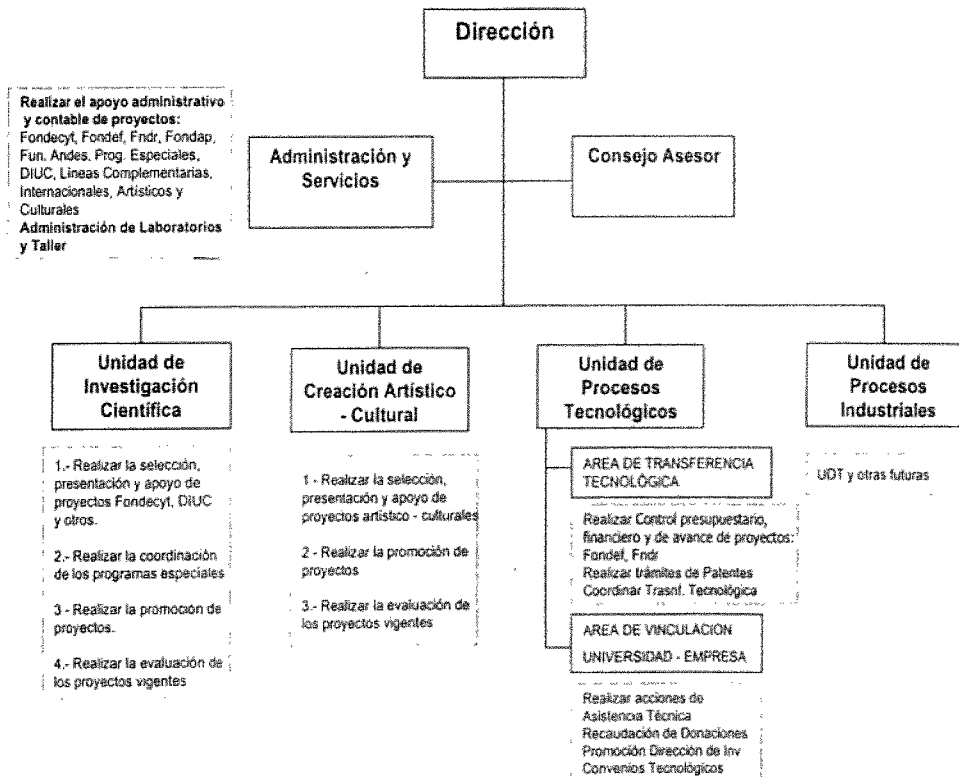 Dirección
Realizar el apoyo administrativo
y contable de proyectos:
Fondecyt, Fondef, Fndr, Fondap,
Fun. Andes. Prog. Especiales,
DIUC, Líneas Complementarias,
Internacionales, Artísticos y
Culturales
Administración de Laboratorios
y Taller
Administración y
Servicios
Consejo Asesor
Unidad de
Investigación
Científica
1.- Realizar la selección,
presentación y apoyo de
proyectos Fondecyt, DIUC
y otros.
2.- Realizar la coordinación
de los programas especiales
3 - Realizar la promoción de
proyectos.
4.- Realizar la evaluación de
los proyectos vigentes
Unidad de
Creación Artístico
- Cultural
1 - Realizar la selección,
presentación y apoyo de
proyectos artístico - culturales
2 - Realizar la promoción de
proyectos
3.- Realizar la evaluación de
los proyectos vigentes
Unidad de
Procesos
Tecnológicos
AREA DE TRANSFERENCIA
TECNOLÓGICA
Realizar Control presupuestario,
financiero y de avance de proyectos:
Fondef, Fndr
Realizar trámites de Patentes
Coordinar Trasnf. Tecnológica
AREA DE VINCULACION
UNIVERSIDAD - EMPRESA
Realizar acciones de
Asistencia Técnica
Recaudación de Donaciones
Promoción Dirección de Inv
Convenios Tecnológicos
Unidad de
Procesos
Industriales
UDT y otras futuras